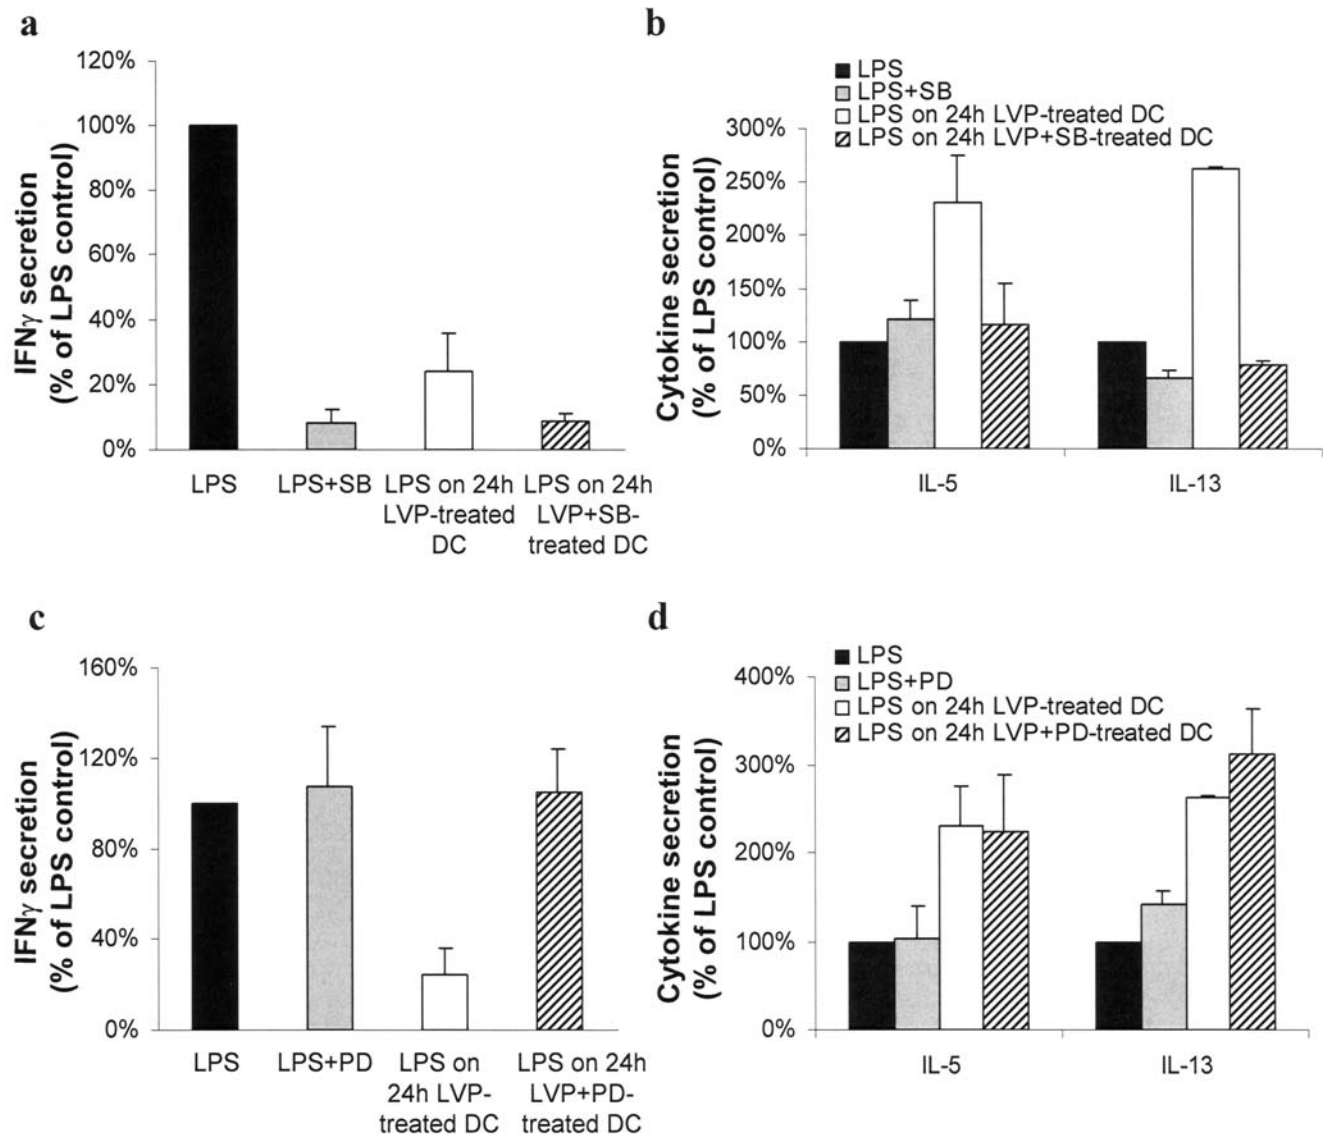 a
120%
100%
80%
60%
40%
20%
0%
IFNγ secretion
(% of LPS control)
LPS
LPS+SB
LPS on 24h
LVP-treated
DC
LPS on 24h
LVP+SB-
treated DC
b
LPS
LPS+SB
LPS on 24h LVP-treated DC
LPS on 24h LVP+SB-treated DC
300%
250%
200%
150%
100%
50%
0%
Cytokine secretion
(% of LPS control)
IL-5
IL-13
c
160%
120%
80%
40%
0%
IFNγ secretion
(% of LPS control)
LPS
LPS+PD
LPS on
24h LVP-
treated DC
LPS on 24h
LVP+PD-
treated DC
d
LPS
LPS+PD
LPS on 24h LVP-treated DC
LPS on 24h LVP+PD-treated DC
400%
300%
200%
100%
0%
Cytokine secretion
(% of LPS control)
IL-5
IL-13